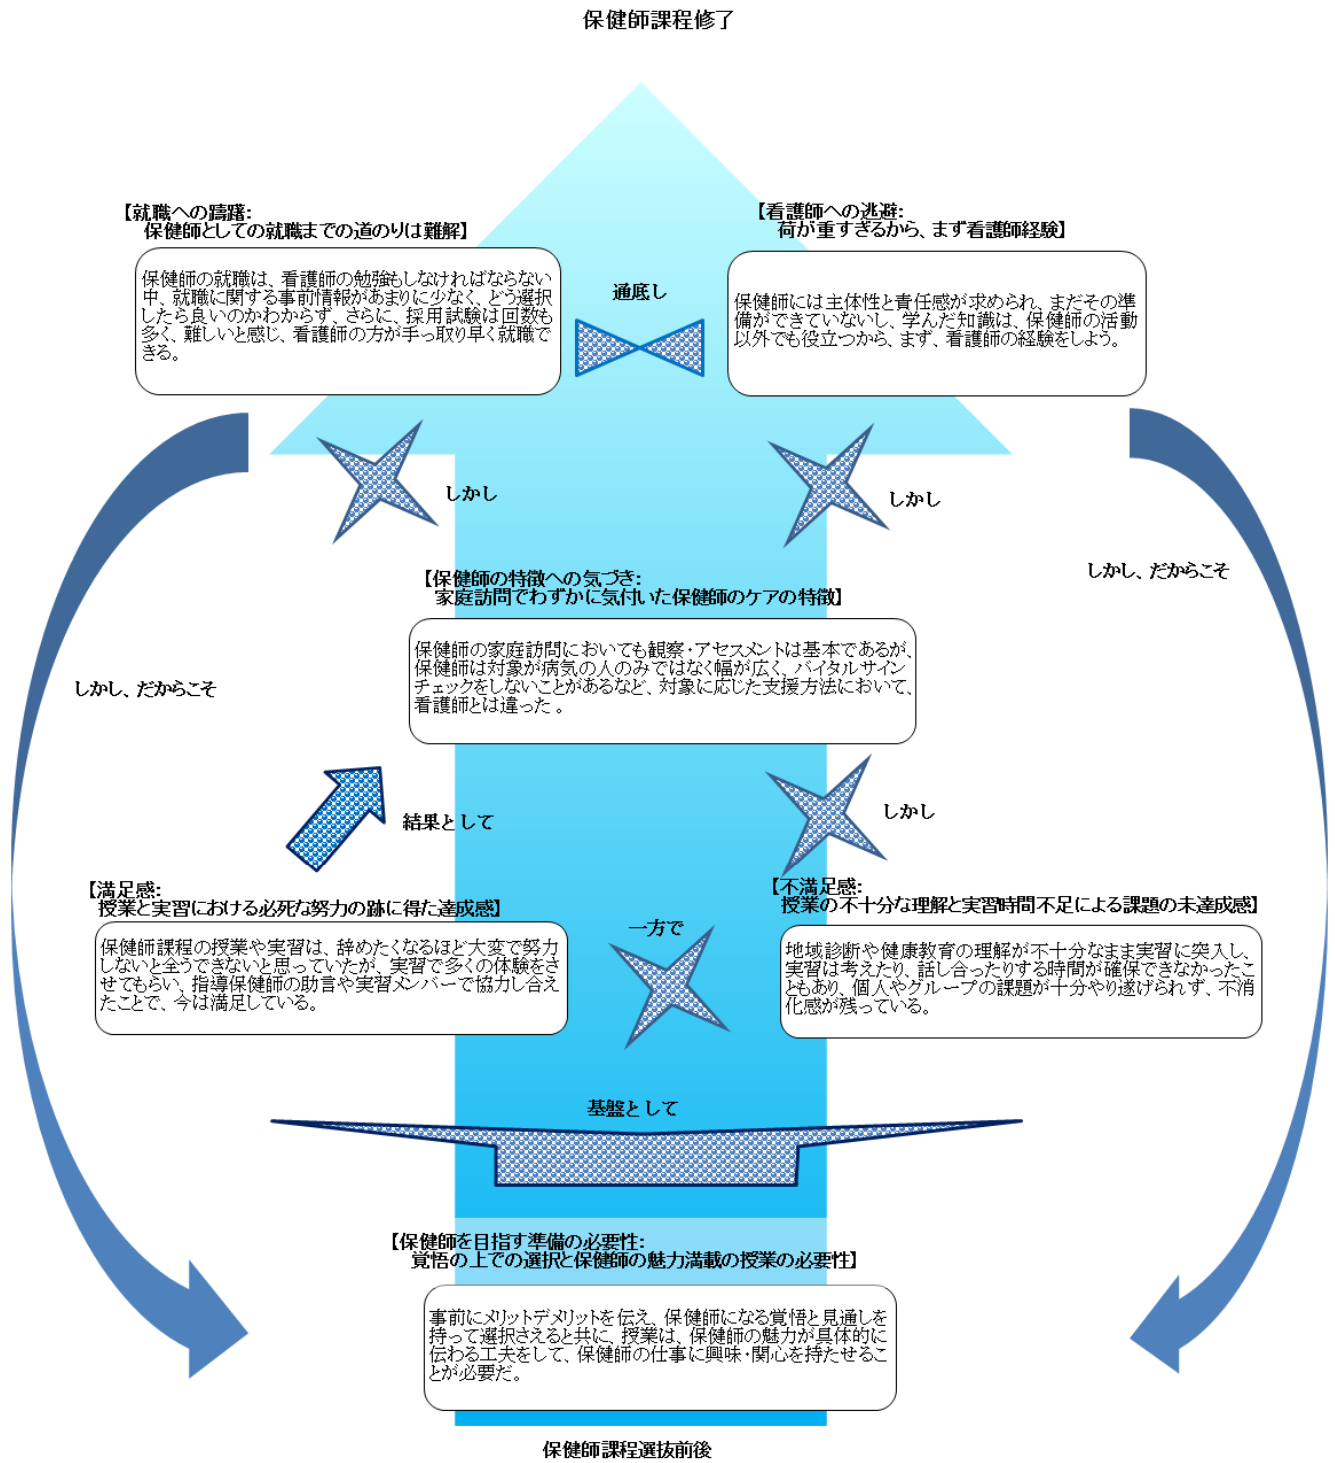 保健師課程修了
【就職への躊躇:
保健師としての就職までの道のりは難解】
保健師の就職は、看護師の勉強もしなければならない
中、就職に関する事前情報があまりに少なく、どう選択
したら良いのかわからず、さらに、採用試験は回数も
多く、難しいと感じ、看護師の方が手っ取り早く就職で
きる。
通底し
【看護師への逃避:
荷が重すぎるから、まず看護師経験】
保健師には主体性と責任感が求められ、まだその準
備ができていないし、学んだ知識は、保健師の活動
以外でも役立つから、まず、看護師の経験をしよう。
しかし
しかし
しかし、だからこそ
【保健師の特徴への気づき:
家庭訪問でわずかに気付いた保健師のケアの特徴】
保健師の家庭訪問においても観察・アセスメントは基本であるが、
保健師は対象が病気の人のみではなく幅が広く、バイタルサイン
チェックをしないことがあるなど、対象に応じた支援方法において、
看護師とは違った 。
しかし、だからこそ
結果として
しかし
【満足感:
授業と実習における必死な努力の跡に得た達成感】
保健師課程の授業や実習は、辞めたくなるほど大変で努力
しないと全うできないと思っていたが、実習で多くの体験をさ
せてもらい、指導保健師の助言や実習メンバーで協力し合え
たことで、今は満足している。
一方で
【不満足感:
授業の不十分な理解と実習時間不足による課題の未達成感】
地域診断や健康教育の理解が不十分なまま実習に突入し、
実習は考えたり、話し合ったりする時間が確保できなかったこ
ともあり、個人やグループの課題が十分やり遂げられず、不消
化感が残っている。
基盤として
【保健師を目指す準備の必要性:
覚悟の上での選択と保健師の魅力満載の授業の必要性】
事前にメリットデメリットを伝え、保健師になる覚悟と見通しを
持って選択さえると共に、授業は、保健師の魅力が具体的に
伝わる工夫をして、保健師の仕事に興味・関心を持たせるこ
とが必要だ。
保健師課程選抜前後